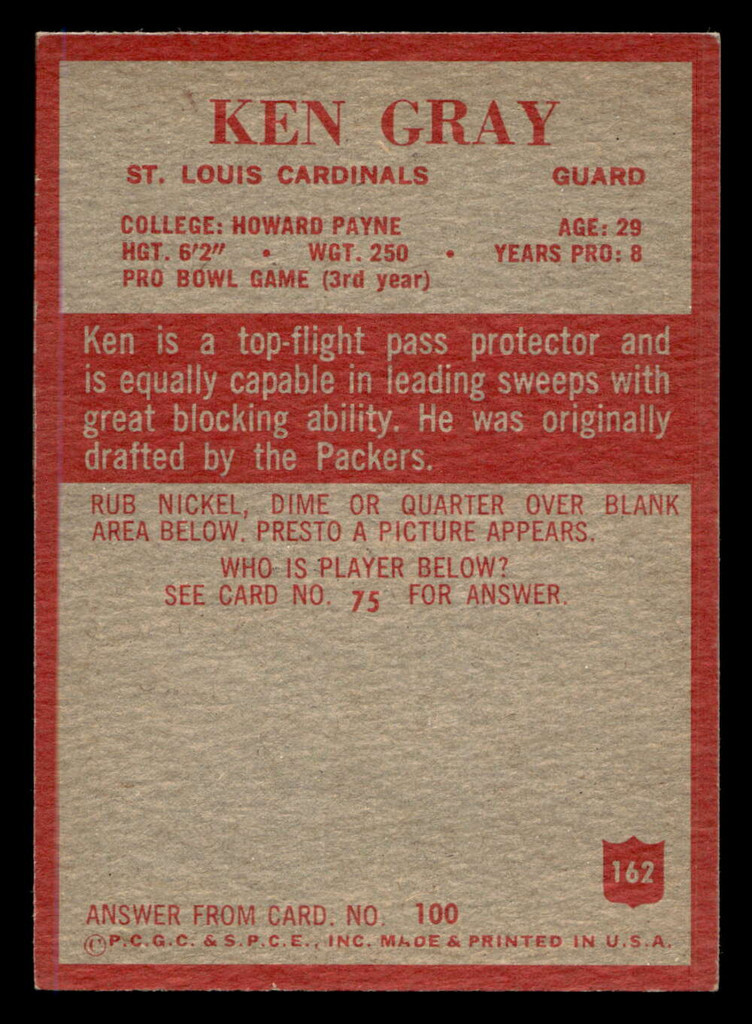 KEN GRAY
ST. LOUIS CARDINALS GUARD
COLLEGE: HOWARD PAYNE AGE: 29
HGT. 6'2" • WGT. 250 • YEARS PRO: 8
PRO BOWL GAME (3rd year)
Ken is a top-flight pass protector and
is equally capable in leading sweeps with
great blocking ability. He was originally
drafted by the Packers.
RUB NICKEL, DIME OR QUARTER OVER BLANK
AREA BELOW. PRESTO A PICTURE APPEARS.
WHO IS PLAYER BELOW?
SEE CARD NO. 75 FOR ANSWER.
162
ANSWER FROM CARD. NO. 100
©P.C.G.C. & S.P.C.E., INC. MADE & PRINTED IN U.S.A.